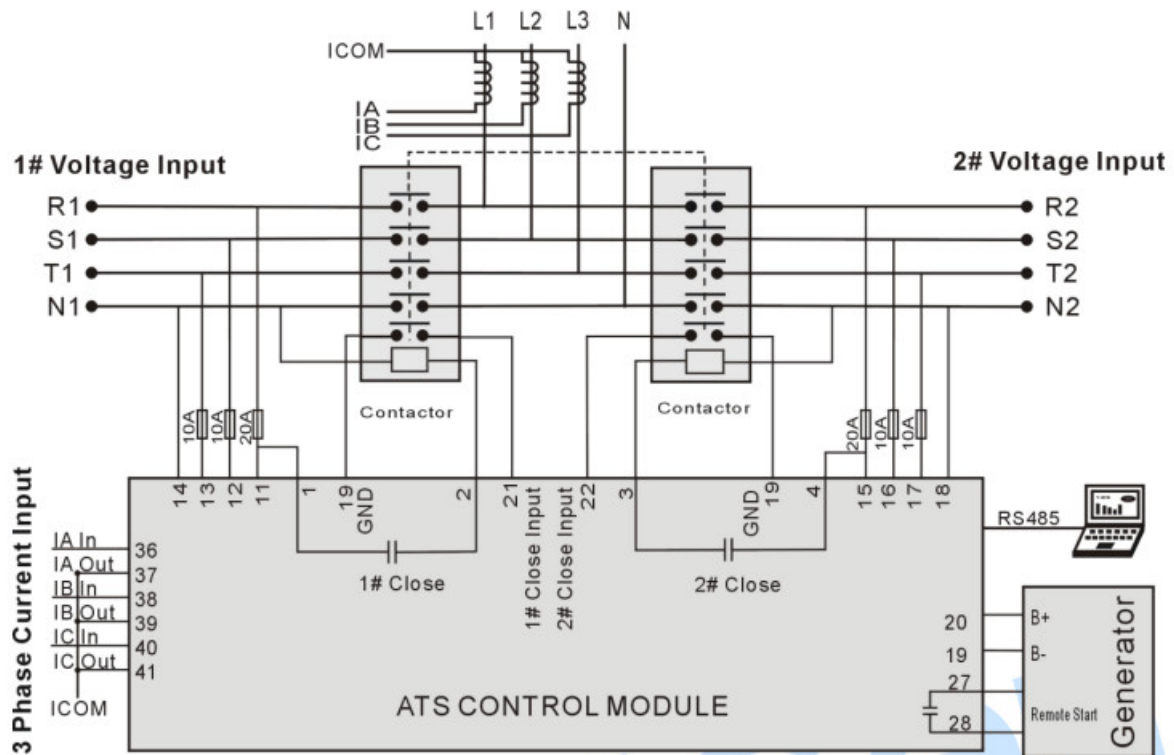 L1 L2 L3 N
ICOM
IA
IB
IC
1# Voltage Input
2# Voltage Input
R1
S1
T1
N1
R2
S2
T2
N2
Contactor
Contactor
10A
10A
20A
20A
10A
10A
14
13
12
11
1
19
GND
2
21
1# Close Input
2# Close Input
22
3
GND
19
4
15
16
17
18
1# Close
2# Close
RS485
3 Phase Current Input
IA In
36
IA Out
37
IB In
38
IB Out
39
IC In
40
IC Out
41
ICOM
ATS CONTROL MODULE
20
19
27
28
B+
B-
Remote Start
Generator